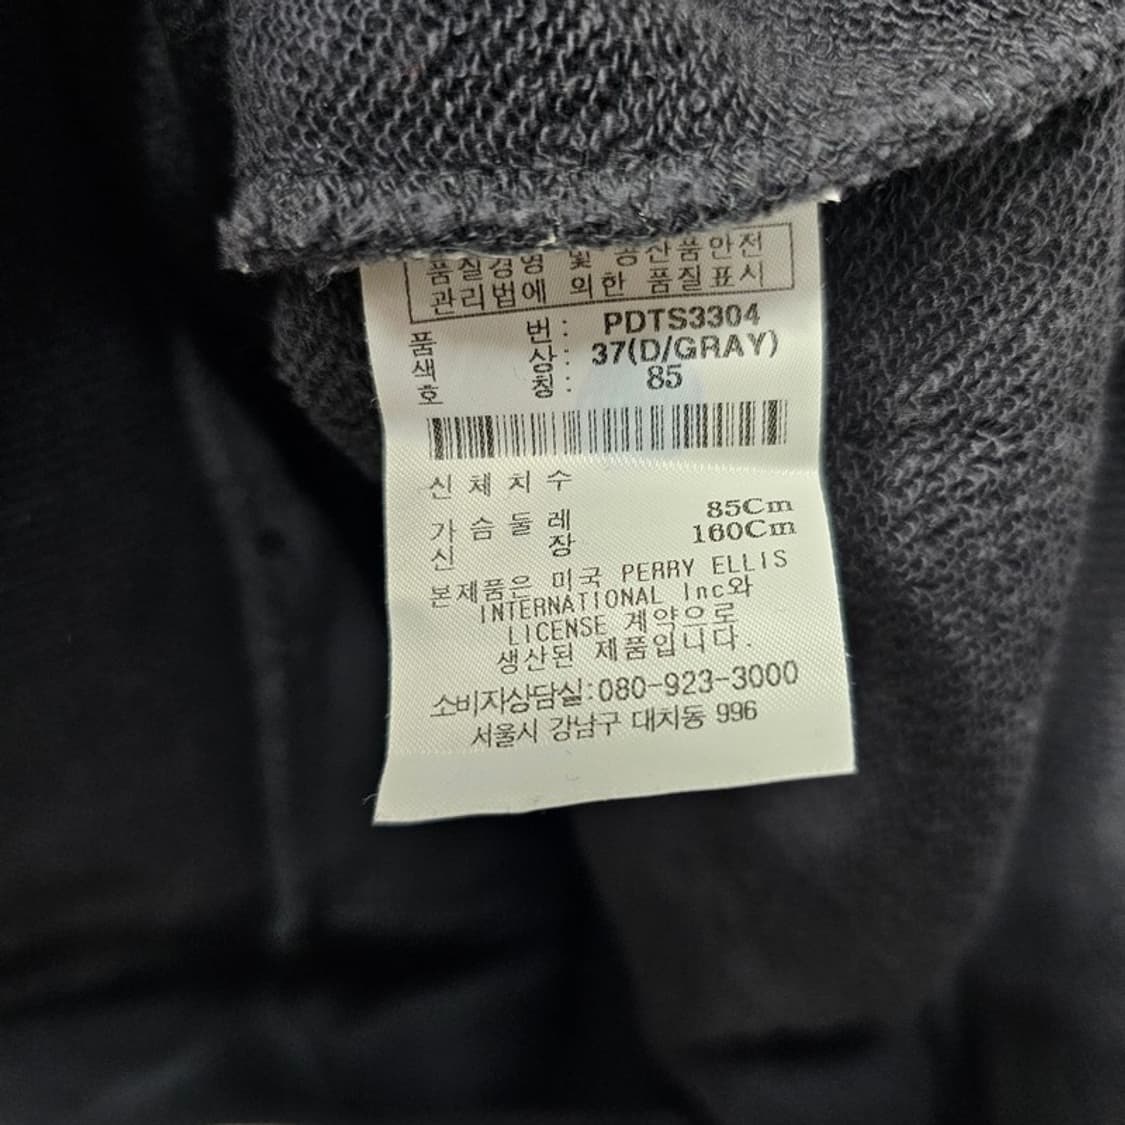 품질경영 및 공산품안전
관리법에 의한 품질표시
품 번 : PDTS3304
색 상 : 37(D/GRAY)
호 칭 : 85
신 체 치 수
가 슴 둘 레 85Cm
신 장 160Cm
본제품은 미국 PERRY ELLIS
INTERNATIONAL Inc와
LICENSE 계약으로
생산된 제품입니다.
소비자상담실:080-923-3000
서울시 강남구 대치동 996